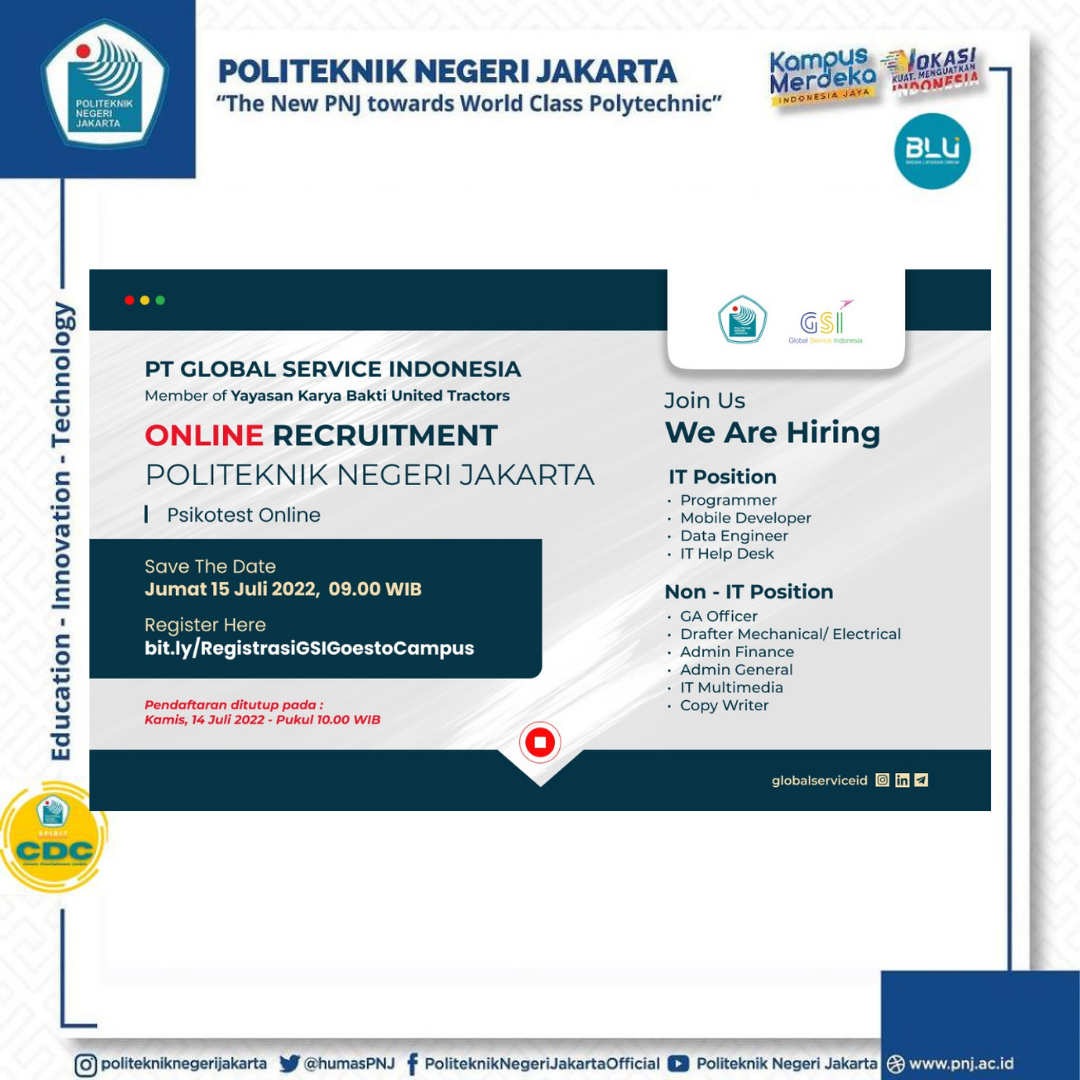 POLITEKNIK NEGERI JAKARTA
“The New PNJ towards World Class Polytechnic”
POLITEKNIK
NEGERI
JAKARTA
Kampus
Merdeka
INDONESIA JAYA
VOKASI
KUAT, MENGUATKAN
INDONESIA
BLU
BADAN LAYANAN UMUM
Education - Innovation - Technology
GSI
Global Service Indonesia
PT GLOBAL SERVICE INDONESIA
Member of Yayasan Karya Bakti United Tractors
ONLINE RECRUITMENT
POLITEKNIK NEGERI JAKARTA
Psikotest Online
Save The Date
Jumat 15 Juli 2022, 09.00 WIB
Register Here
bit.ly/RegistrasiGSIGoestoCampus
Pendaftaran ditutup pada :
Kamis, 14 Juli 2022 - Pukul 10.00 WIB
Join Us
We Are Hiring
IT Position
• Programmer
• Mobile Developer
• Data Engineer
• IT Help Desk
Non - IT Position
• GA Officer
• Drafter Mechanical/ Electrical
• Admin Finance
• Admin General
• IT Multimedia
• Copy Writer
globalserviceid
SPIRIT
CDC
politekniknegerijakarta @humasPNJ PoliteknikNegeriJakartaOfficial Politeknik Negeri Jakarta www.pnj.ac.id